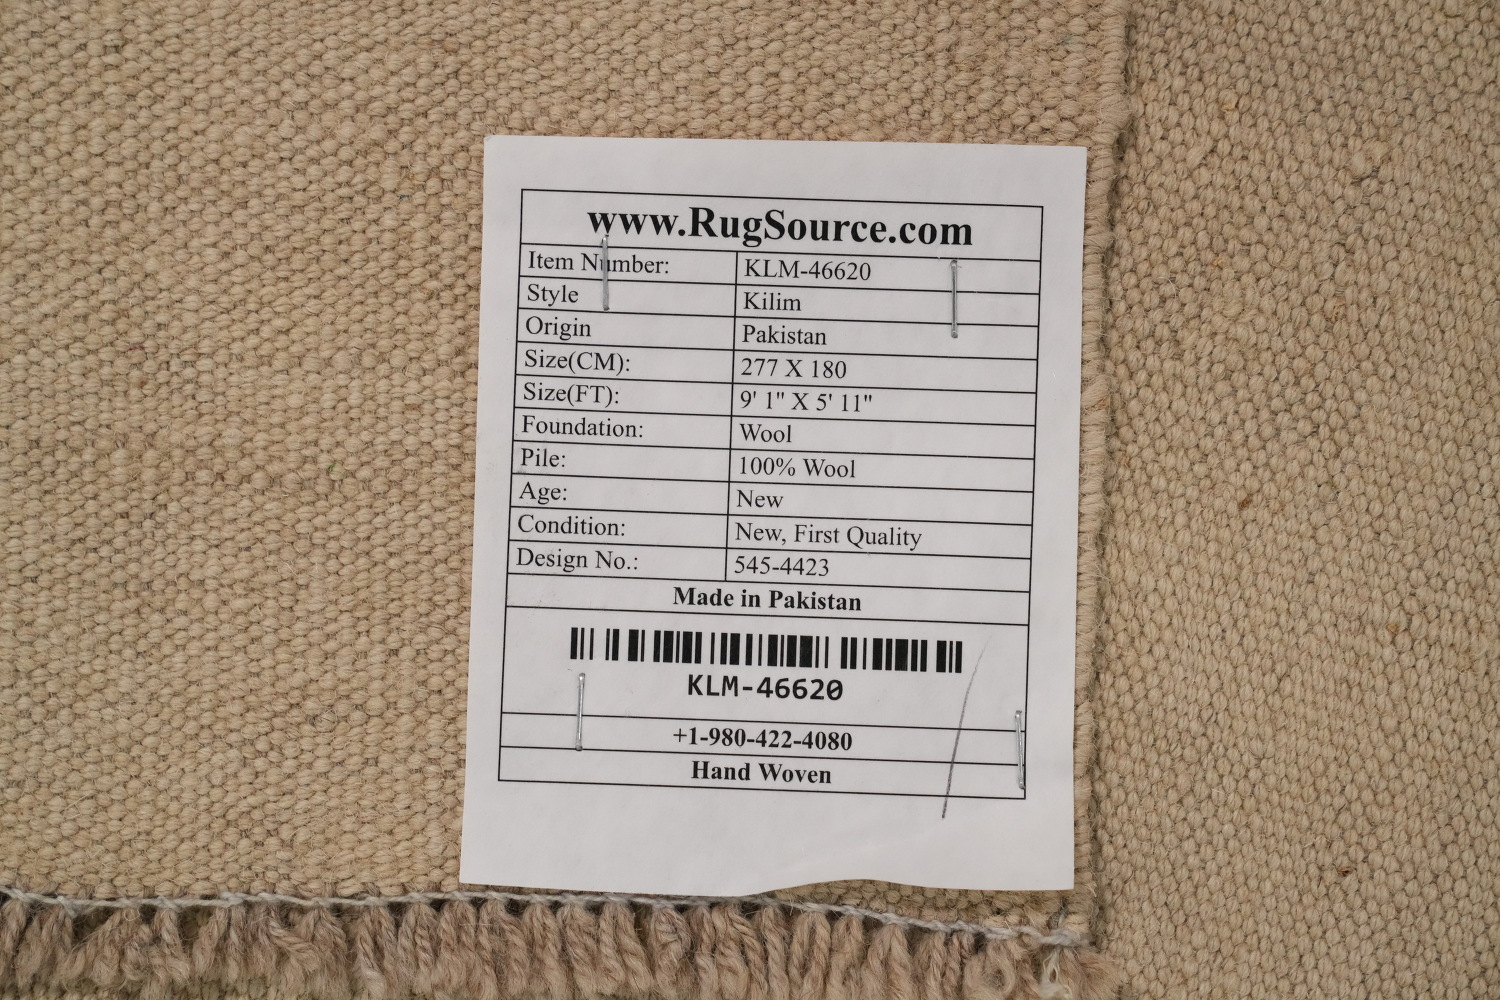 www.RugSource.com
Item Number: KLM-46620
Style Kilim
Origin Pakistan
Size(CM): 277 X 180
Size(FT): 9' 1" X 5' 11"
Foundation: Wool
Pile: 100% Wool
Age: New
Condition: New, First Quality
Design No.: 545-4423
Made in Pakistan
KLM-46620
+1-980-422-4080
Hand Woven